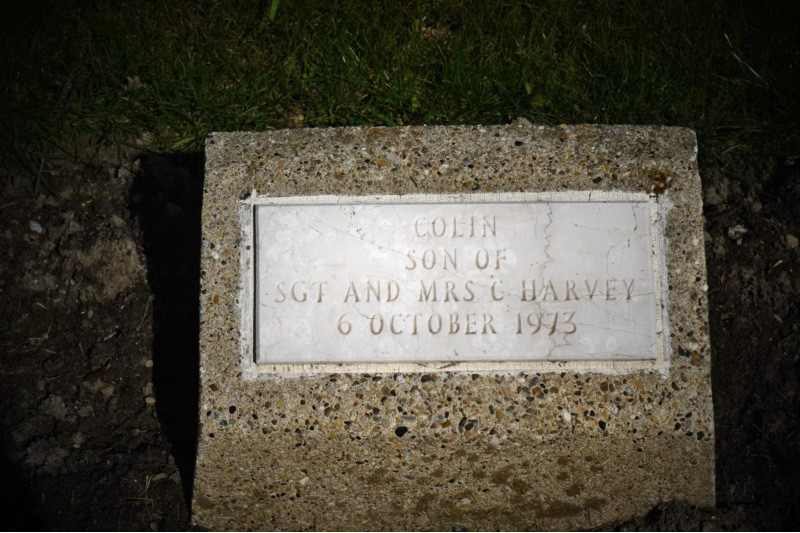 COLIN
SON OF
SGT AND MRS C HARVEY
6 OCTOBER 1973